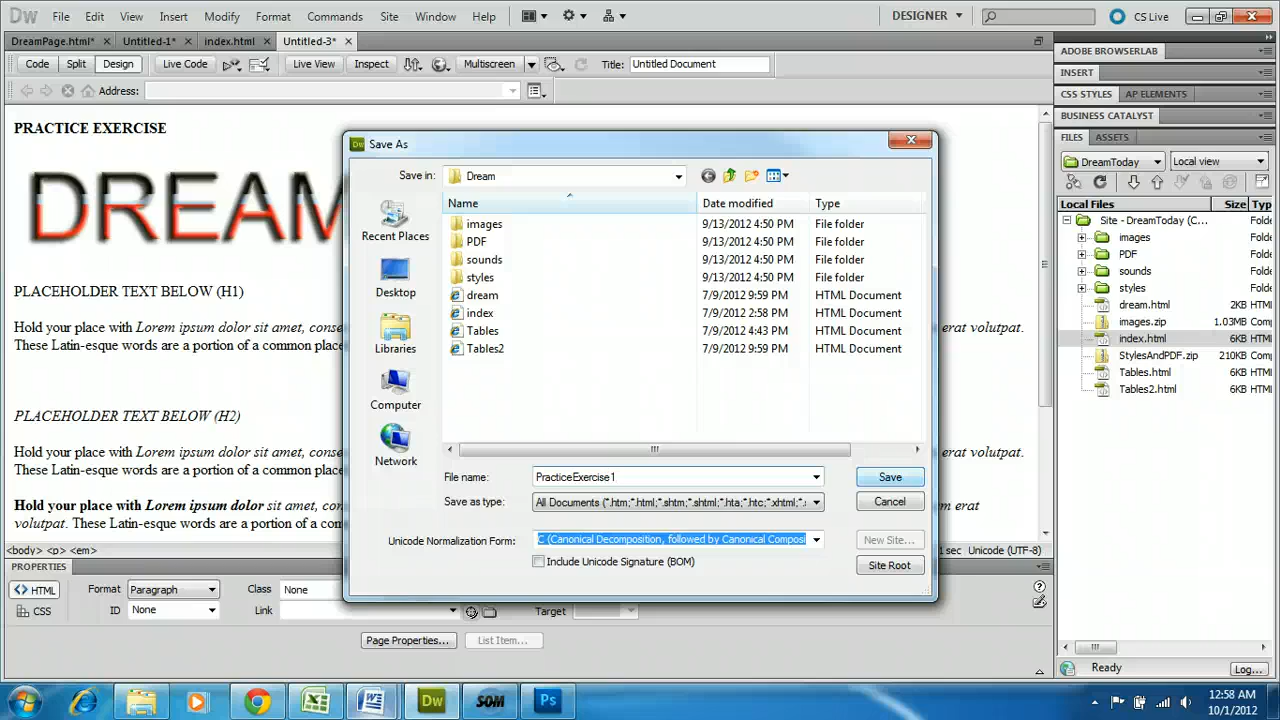 Dw File Edit View Insert Modify Format Commands Site Window Help DESIGNER CS Live
DreamPage.html* Untitled-1* index.html Untitled-3*
Code Split Design Live Code Live View Inspect Multiscreen Title: Untitled Document
Address:
PRACTICE EXERCISE
DREAM
PLACEHOLDER TEXT BELOW (H1)
Hold your place with Lorem ipsum dolor sit amet, erat volutpat.
These Latin-esque words are a portion of a common
PLACEHOLDER TEXT BELOW (H2)
Hold your place with Lorem ipsum dolor sit amet, erat volutpat.
These Latin-esque words are a portion of a common
Hold your place with Lorem ipsum dolor sit amet, erat
volutpat. These Latin-esque words are a portion of a
<body> <p> <em>
1 sec Unicode (UTF-8)
Save As
Save in: Dream
Name Date modified Type
images 9/13/2012 4:50 PM File folder
PDF 9/13/2012 4:50 PM File folder
sounds 9/13/2012 4:50 PM File folder
styles 9/13/2012 4:50 PM File folder
dream 7/9/2012 9:59 PM HTML Document
index 7/9/2012 2:58 PM HTML Document
Tables 7/9/2012 4:43 PM HTML Document
Tables2 7/9/2012 9:59 PM HTML Document
Recent Places
Desktop
Libraries
Computer
Network
File name: PracticeExercise1 Save
Save as type: All Documents (*.htm;*.html;*.shtm;*.shtml;*.hta;*.htc;*.xhtml;*.s Cancel
Unicode Normalization Form: C (Canonical Decomposition, followed by Canonical Composi New Site...
Include Unicode Signature (BOM) Site Root
PROPERTIES
HTML Format Paragraph Class None
CSS ID None Link Target
Page Properties... List Item...
ADOBE BROWSERLAB
INSERT
CSS STYLES AP ELEMENTS
BUSINESS CATALYST
FILES ASSETS
DreamToday Local view
Local Files Size Typ
Site - DreamToday (C... Folde
images Folde
PDF Folde
sounds Folde
styles Folde
dream.html 2KB HTML
images.zip 1.03MB Comp
index.html 6KB HTML
StylesAndPDF.zip 210KB Comp
Tables.html 6KB HTML
Tables2.html 6KB HTML
Ready Log...
Dw SOM Ps
12:58 AM
10/1/2012